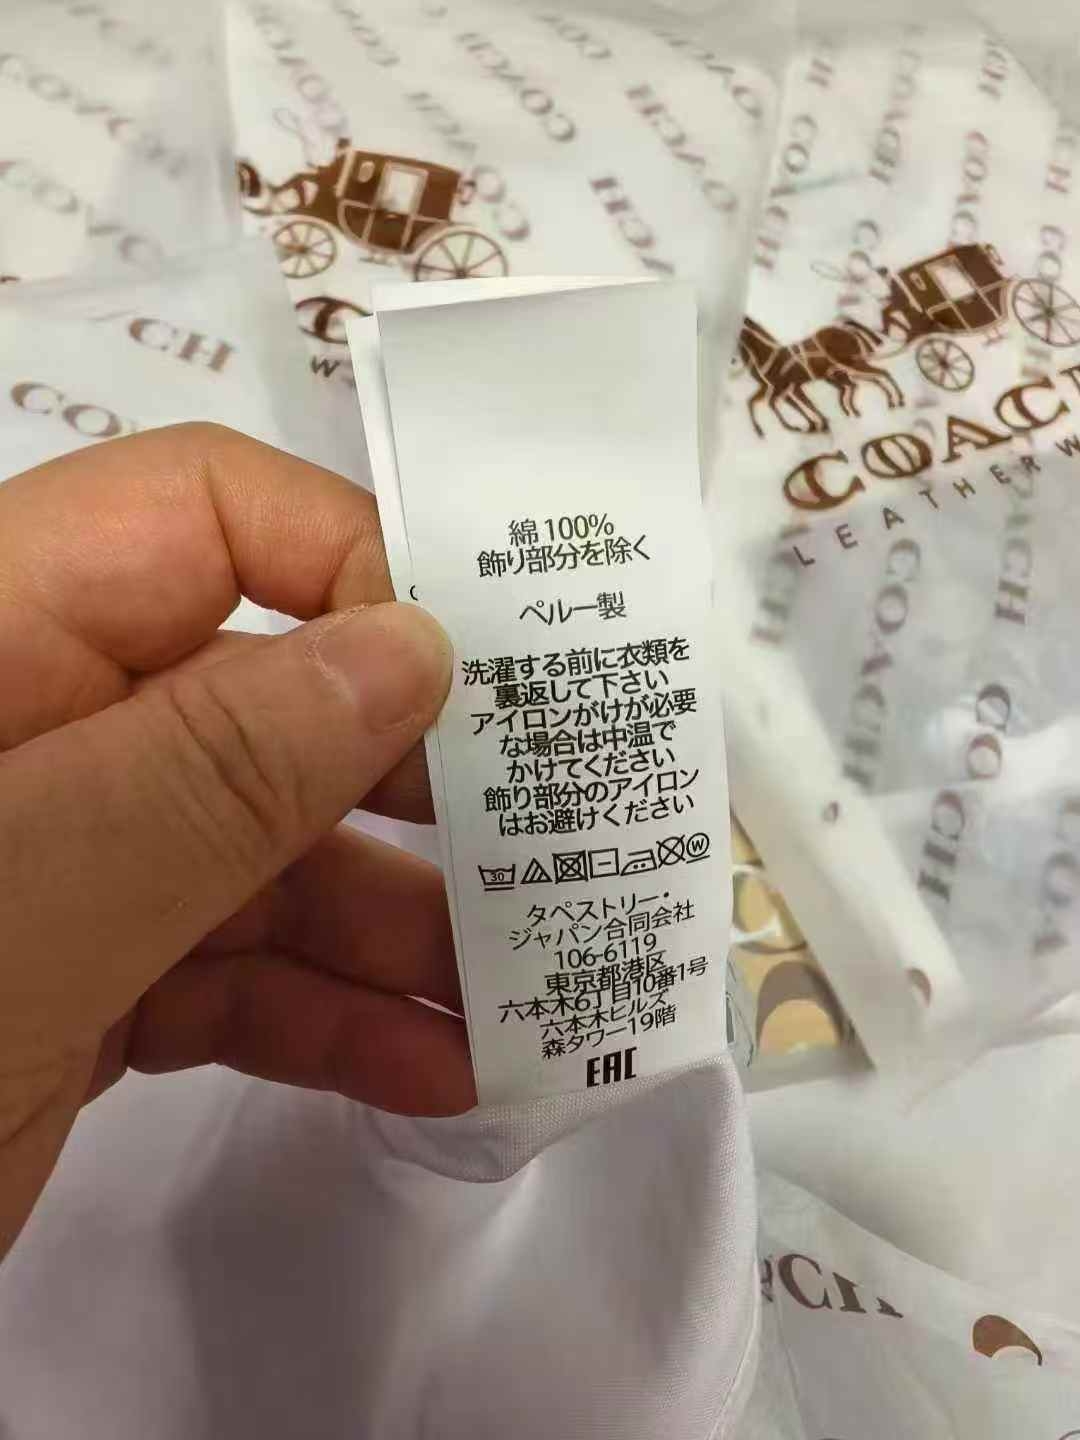 COACH
LEATHERW
綿 100%
飾り部分を除く
ペルー製
洗濯する前に衣類を
裏返して下さい
アイロンがけが必要
な場合は中温で
かけてください
飾り部分のアイロン
はお避けください
30
W
タペストリー・
ジャパン合同会社
106-6119
東京都港区
六本木6丁目10番1号
六本木ヒルズ
森タワー19階
EAC